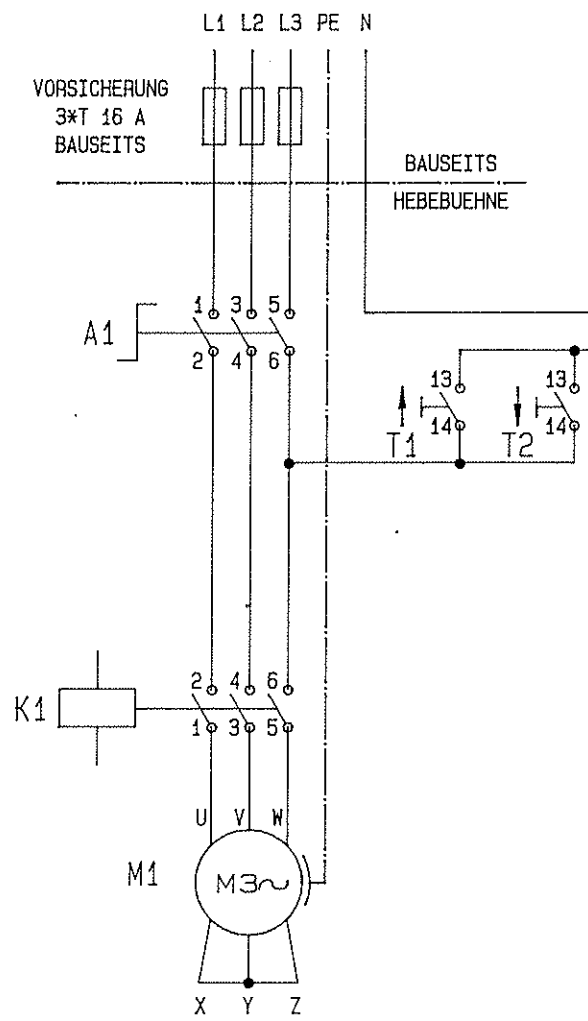 L1 L2 L3 PE N
VORSICHERUNG
3*T 16 A
BAUSEITS
BAUSEITS
HEBEBUEHNE
A1
1 3 5
2 4 6
13 13
14 14
T1 T2
K1
2 4 6
1 3 5
U V W
M1
M3~
X Y Z